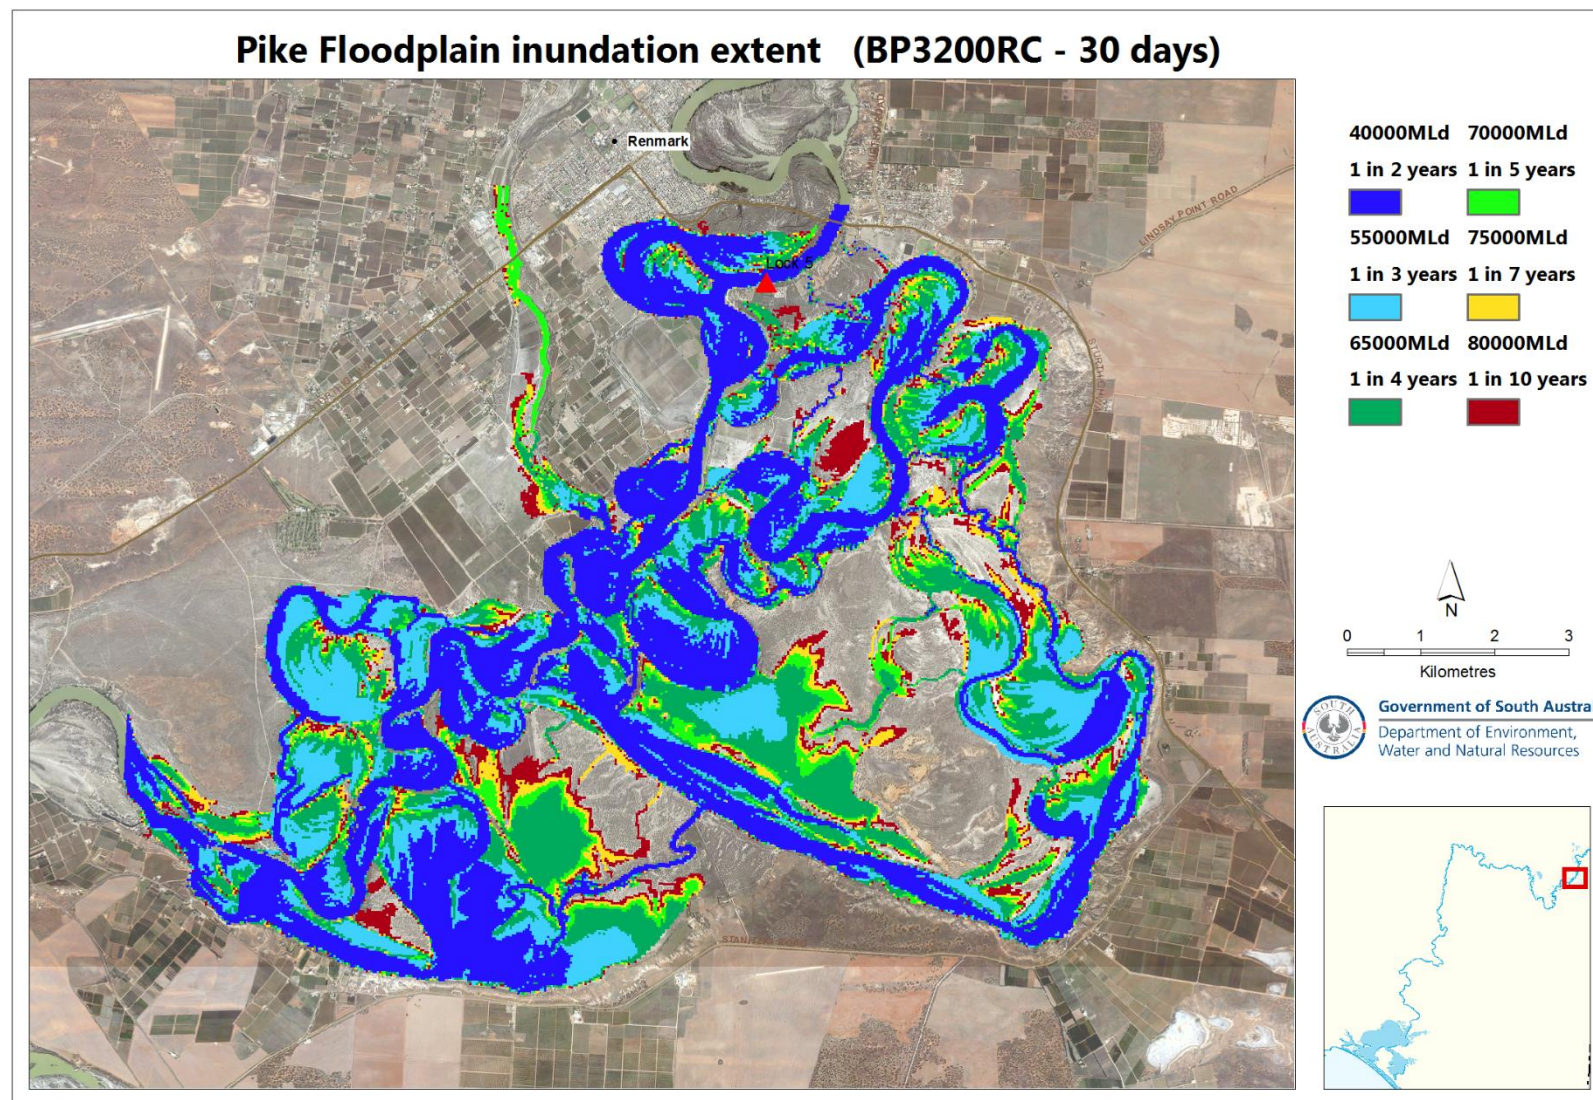 Pike Floodplain inundation extent (BP3200RC - 30 days)
Renmark
Lock 5
LINDSAY POINT ROAD
40000MLd 70000MLd
1 in 2 years 1 in 5 years
55000MLd 75000MLd
1 in 3 years 1 in 7 years
65000MLd 80000MLd
1 in 4 years 1 in 10 years
N
0 1 2 3
Kilometres
SOUTH AUSTRALIA
Government of South Austra
Department of Environment,
Water and Natural Resources